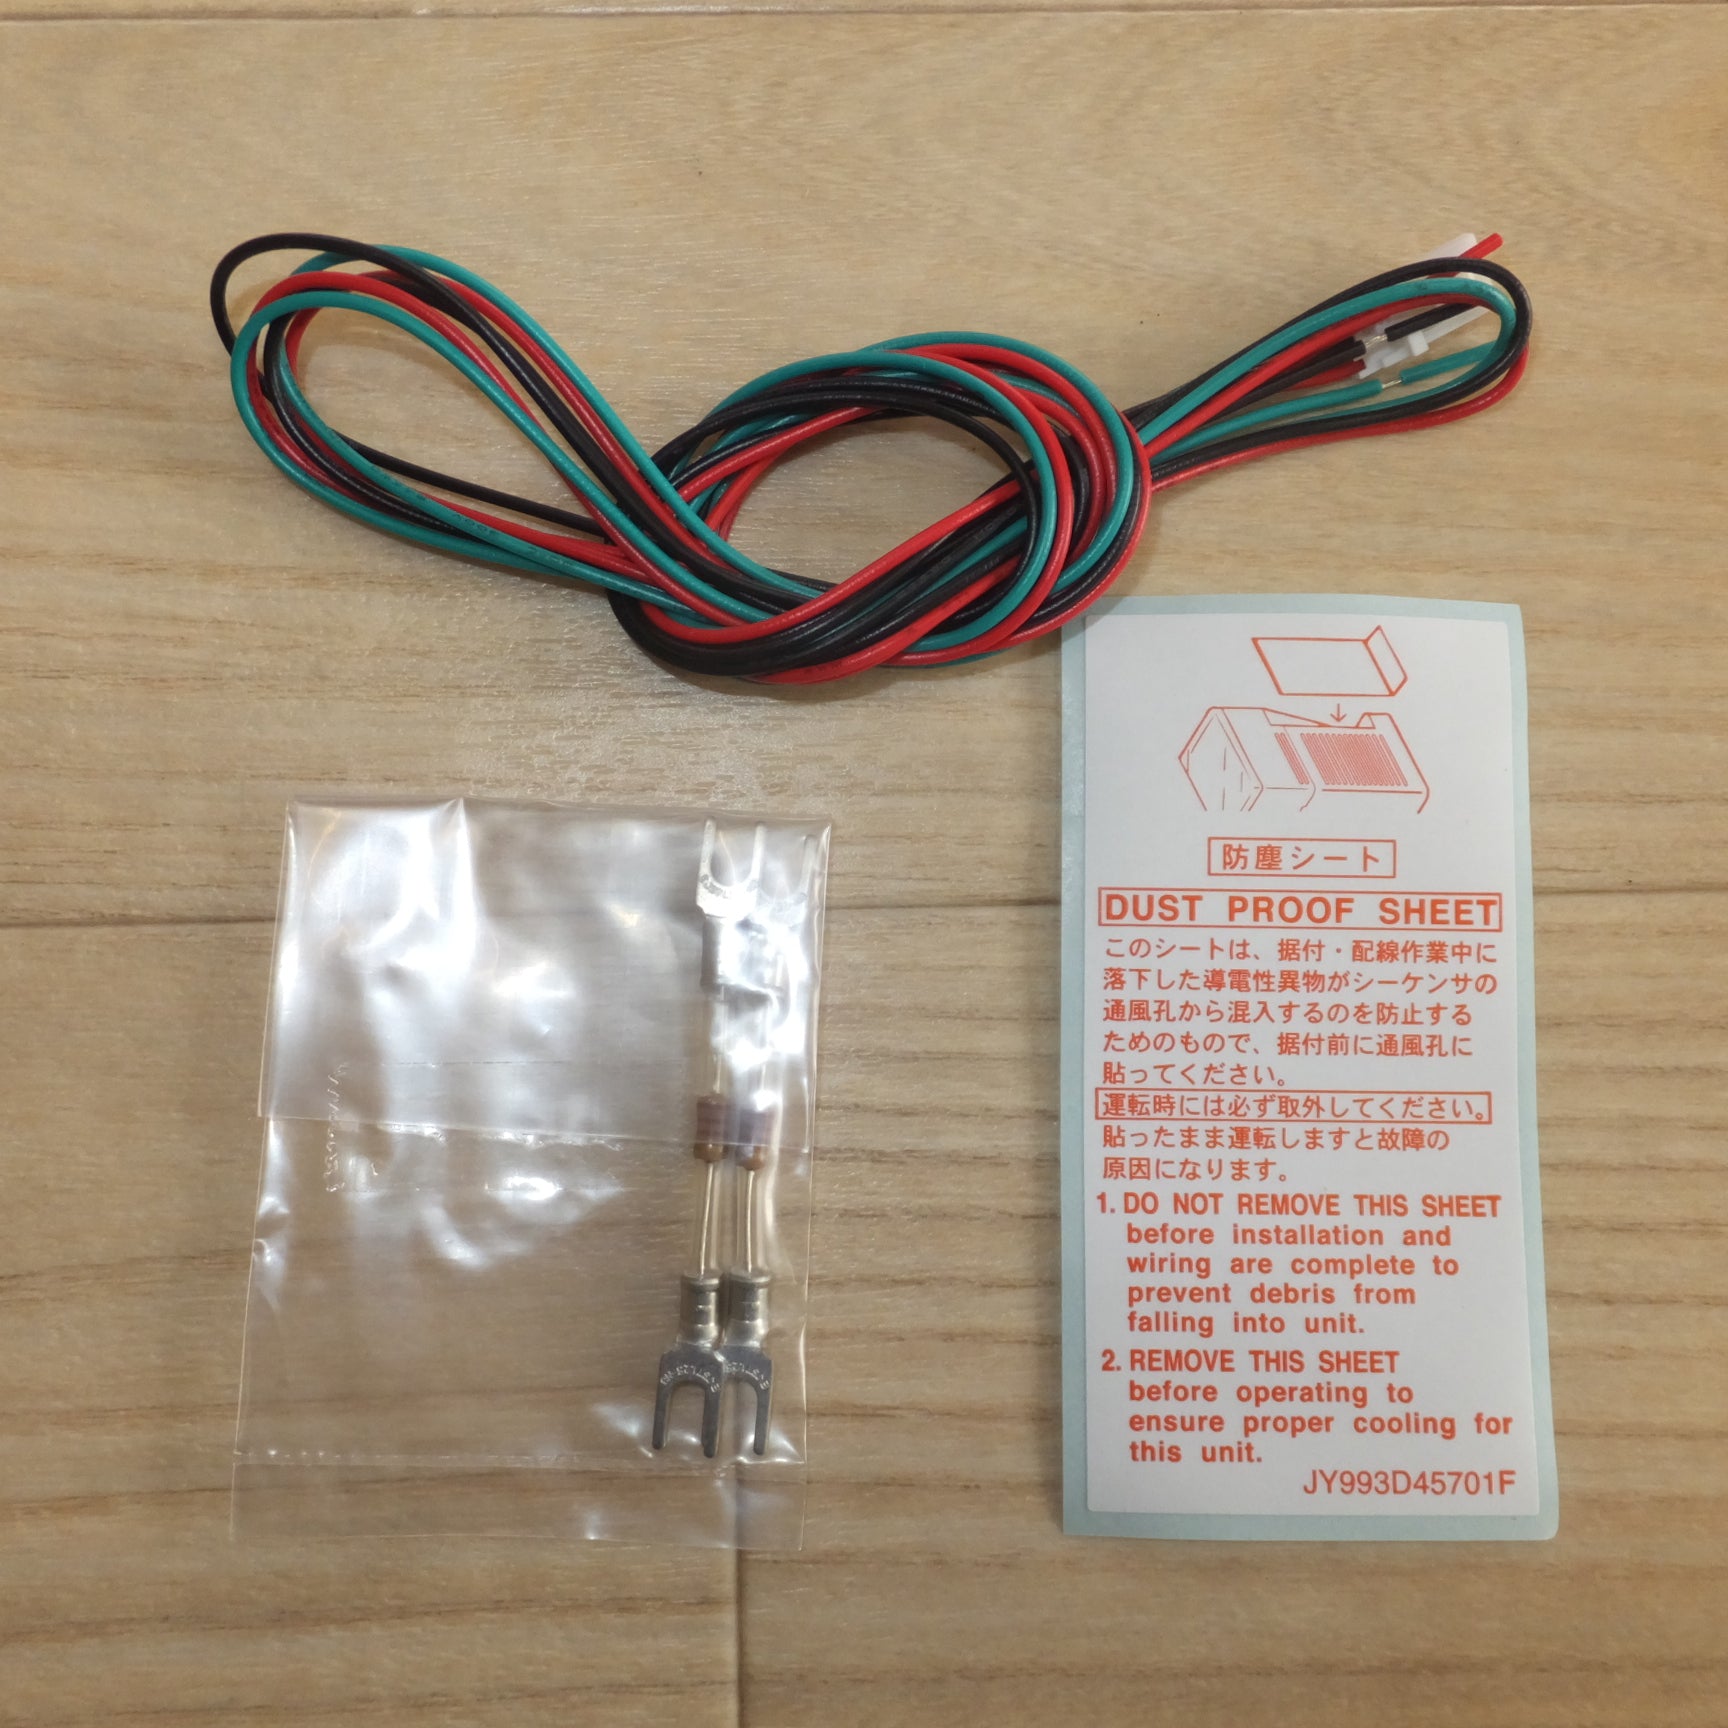 防塵シート
DUST PROOF SHEET
このシートは、据付・配線作業中に
落下した導電性異物がシーケンサの
通風孔から混入するのを防止する
ためのもので、据付前に通風孔に
貼ってください。
運転時には必ず取外してください。
貼ったまま運転しますと故障の
原因になります。
1. DO NOT REMOVE THIS SHEET
before installation and
wiring are complete to
prevent debris from
falling into unit.
2. REMOVE THIS SHEET
before operating to
ensure proper cooling for
this unit.
JY993D45701F